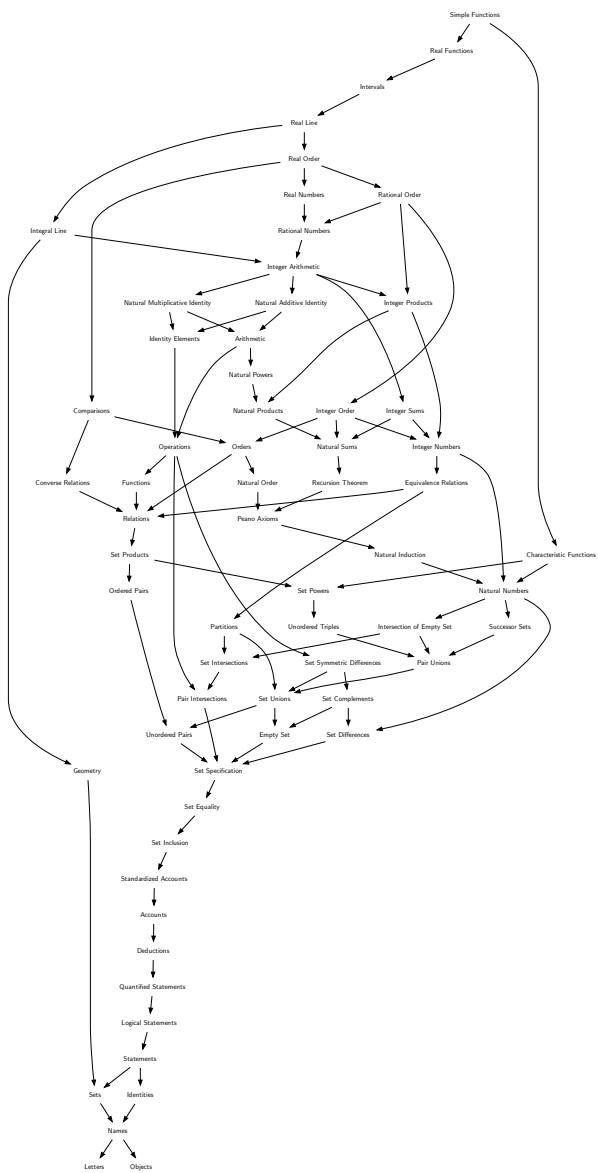 Simple Functions
Real Functions
Intervals
Real Line
Real Order
Real Numbers
Rational Order
Integral Line
Rational Numbers
Integer Arithmetic
Natural Multiplicative Identity
Natural Additive Identity
Integer Products
Identity Elements
Arithmetic
Natural Powers
Comparisons
Natural Products
Integer Order
Integer Sums
Operations
Orders
Natural Sums
Integer Numbers
Converse Relations
Functions
Natural Order
Recursion Theorem
Equivalence Relations
Relations
Peano Axioms
Set Products
Natural Induction
Characteristic Functions
Ordered Pairs
Set Powers
Natural Numbers
Partitions
Unordered Triples
Intersection of Empty Set
Successor Sets
Set Intersections
Set Symmetric Differences
Pair Unions
Pair Intersections
Set Unions
Set Complements
Unordered Pairs
Empty Set
Set Differences
Geometry
Set Specification
Set Equality
Set Inclusion
Standardized Accounts
Accounts
Deductions
Quantified Statements
Logical Statements
Statements
Sets
Identities
Names
Letters
Objects